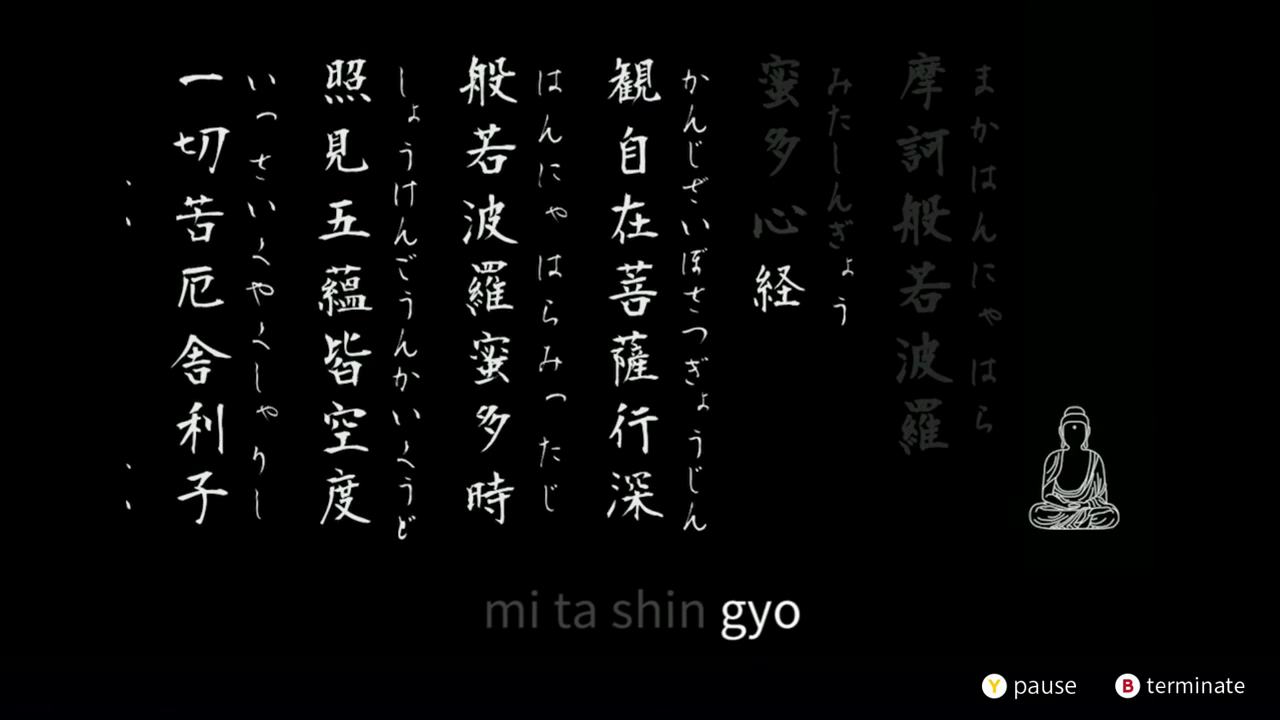 まかはんにゃはら
摩訶般若波羅
みたしんぎょう
蜜多心経
かんじざいぼさつぎょうじん
観自在菩薩行深
はんにゃはらみったじ
般若波羅蜜多時
しょうけんごうんかいくうど
照見五蘊皆空度
いっさいくやくしゃりし
一切苦厄舎利子
mi ta shin gyo
Y pause
B terminate